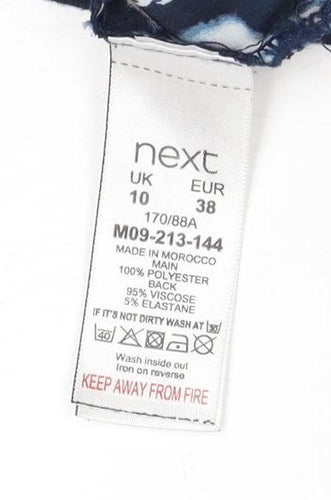 next
UK EUR
10 38
170/88A
M09-213-144
MADE IN MOROCCO
MAIN
100% POLYESTER
BACK
95% VISCOSE
5% ELASTANE
IF IT'S NOT DIRTY WASH AT 30
40
Wash inside out
Iron on reverse
KEEP AWAY FROM FIRE